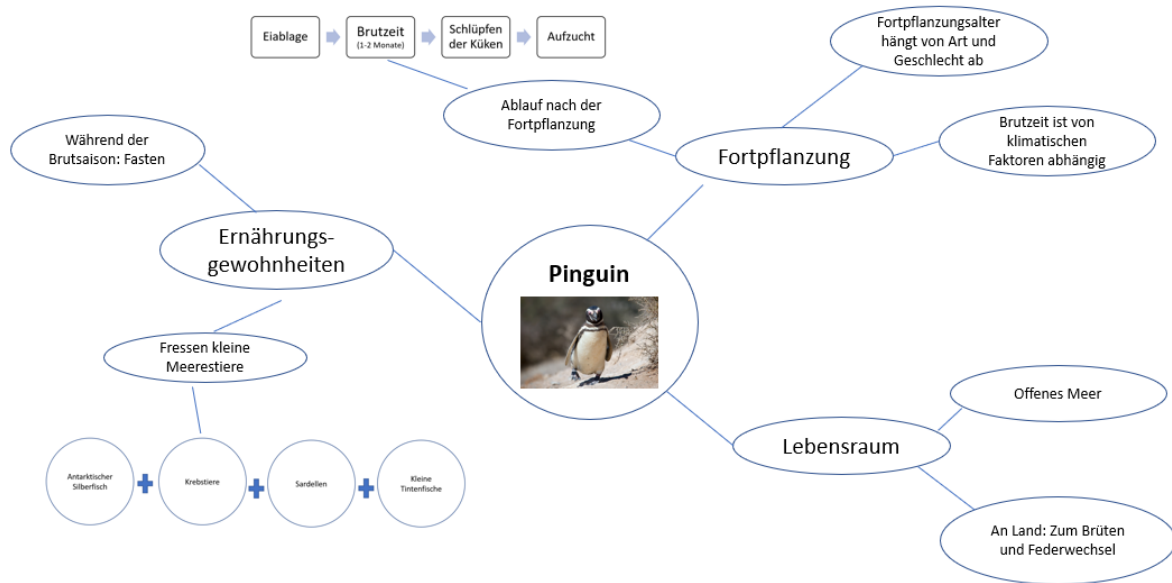 Eiablage
Brutzeit
(1-2 Monate)
Schlüpfen
der Küken
Aufzucht
Ablauf nach der
Fortpflanzung
Fortpflanzungsalter
hängt von Art und
Geschlecht ab
Brutzeit ist von
klimatischen
Faktoren abhängig
Fortpflanzung
Während der
Brutsaison: Fasten
Ernährungs-
gewohnheiten
Pinguin
Fressen kleine
Meerestiere
Antarktischer
Silberfisch
Krebstiere
Sardellen
Kleine
Tintenfische
Offenes Meer
Lebensraum
An Land: Zum Brüten
und Federwechsel